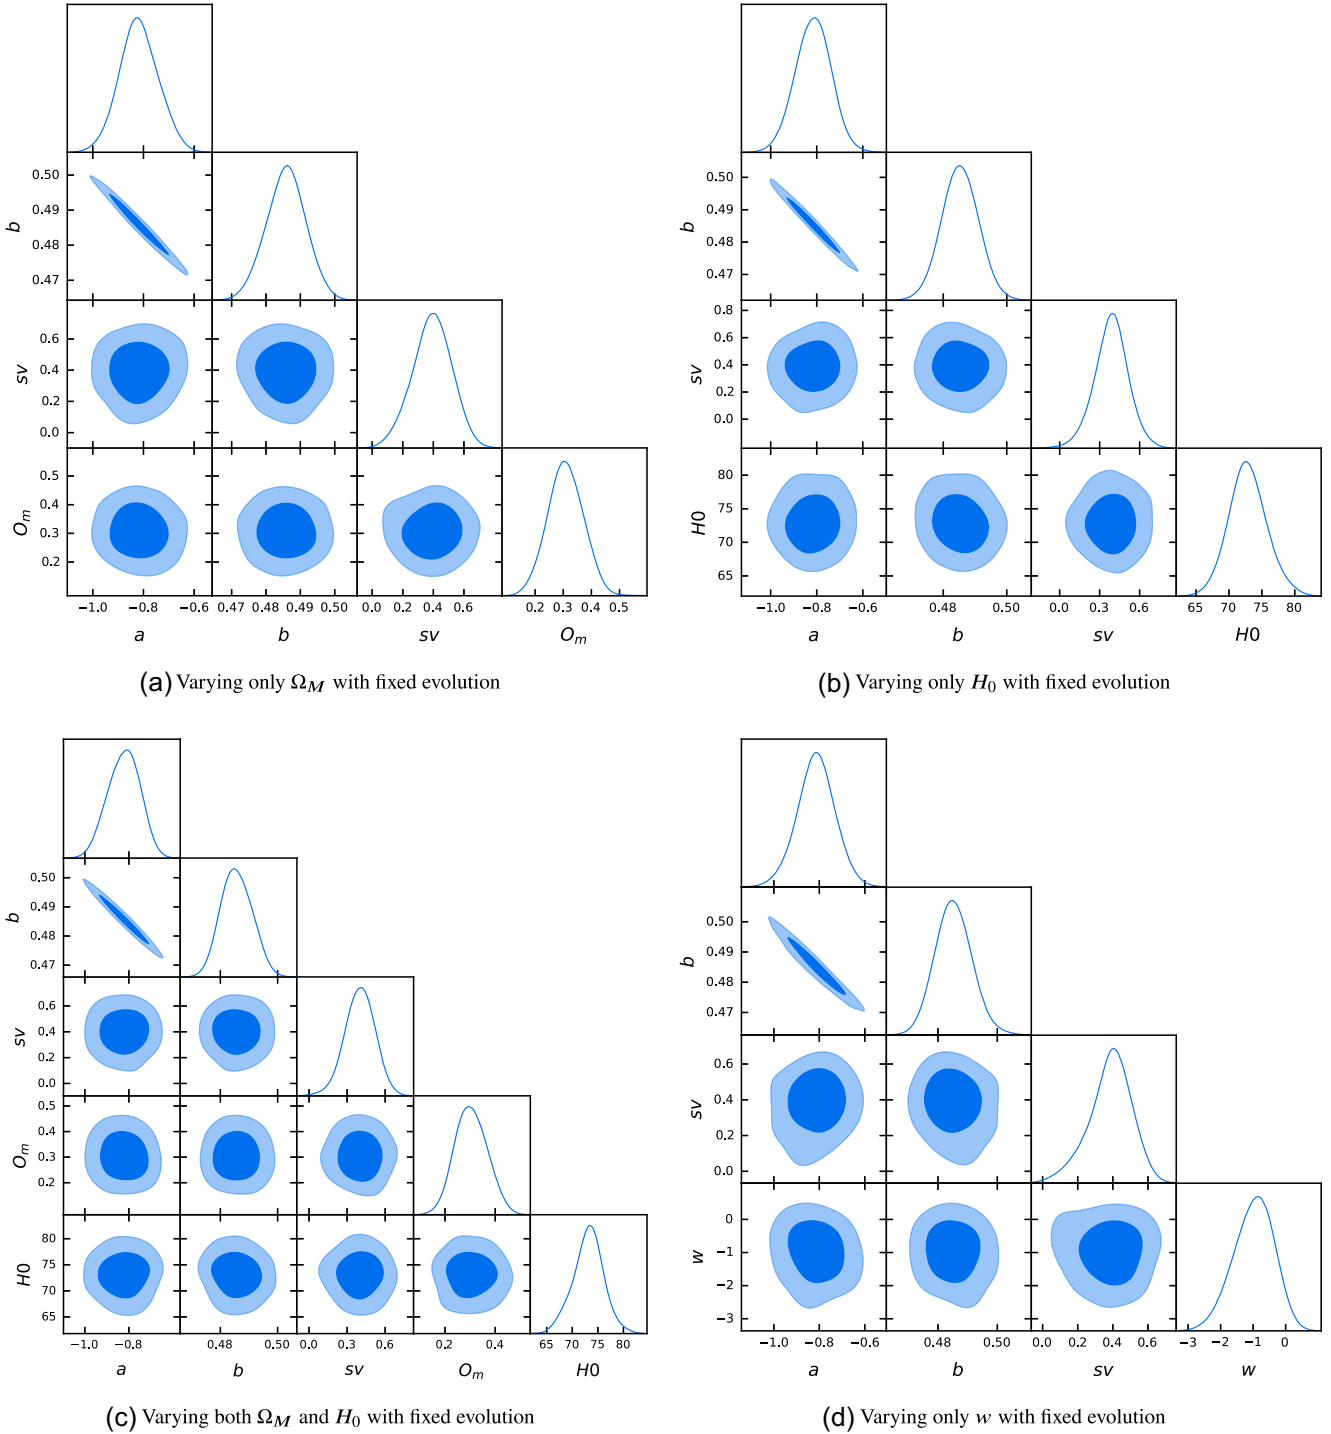 0.50
0.49
0.48
0.47
b
0.6
0.4
0.2
0.0
sv
0.5
0.4
0.3
0.2
O_m
−1.0 −0.8 −0.6 0.47 0.48 0.49 0.50 0.0 0.2 0.4 0.6 0.2 0.3 0.4 0.5
a b sv O_m
(a) Varying only Ω_M with fixed evolution
0.50
0.49
0.48
0.47
b
0.8
0.6
0.4
0.2
0.0
sv
80
75
70
65
H0
−1.0 −0.8 −0.6 0.48 0.50 0.0 0.3 0.6 65 70 75 80
a b sv H0
(b) Varying only H_0 with fixed evolution
0.50
0.49
0.48
0.47
b
0.6
0.4
0.2
0.0
sv
0.5
0.4
0.3
0.2
O_m
80
75
70
65
H0
−1.0 −0.8 0.48 0.50 0.0 0.3 0.6 0.2 0.4 65 70 75 80
a b sv O_m H0
(c) Varying both Ω_M and H_0 with fixed evolution
0.50
0.49
0.48
0.47
b
0.6
0.4
0.2
0.0
sv
0
−1
−2
−3
w
−1.0 −0.8 −0.6 0.48 0.50 0.0 0.2 0.4 0.6 −3 −2 −1 0
a b sv w
(d) Varying only w with fixed evolution